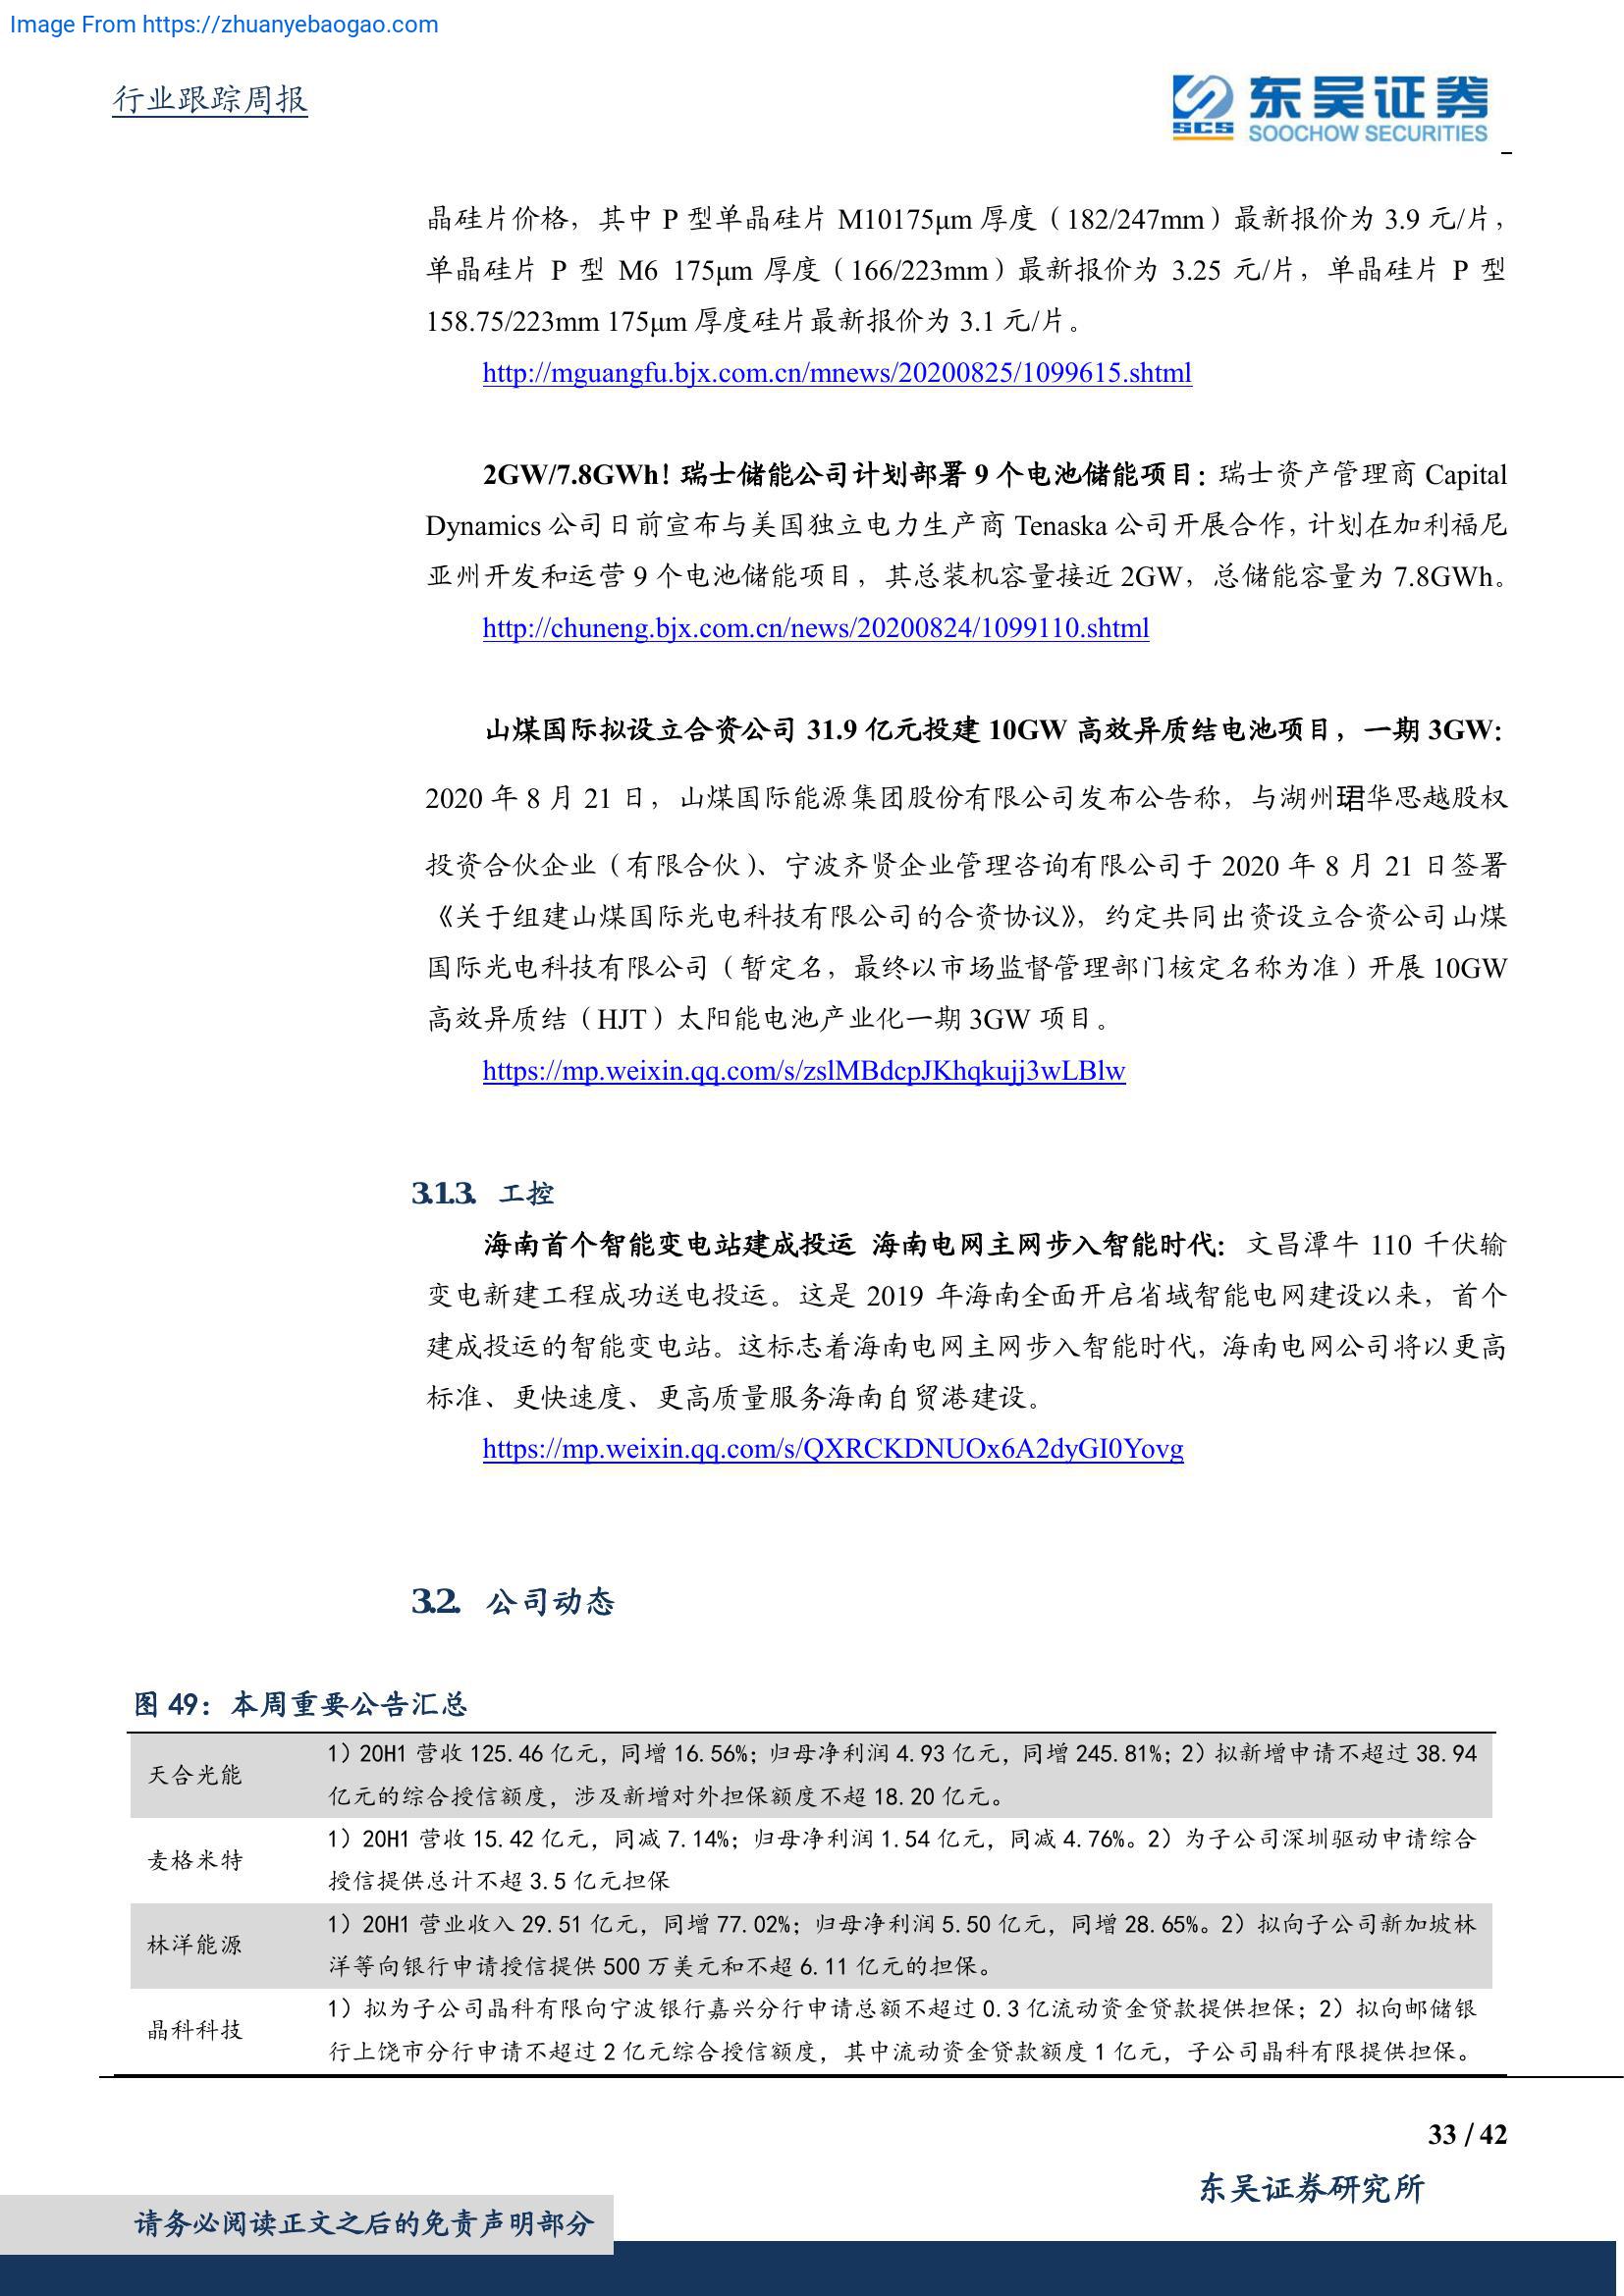 Image From https://zhuanyebaogao.com
行业跟踪周报
SCS
东吴证券
SOOCHOW SECURITIES
晶硅片价格，其中 P 型单晶硅片 M10175μm 厚度（182/247mm）最新报价为 3.9 元/片，
单晶硅片 P 型 M6 175μm 厚度（166/223mm）最新报价为 3.25 元/片，单晶硅片 P 型
158.75/223mm 175μm 厚度硅片最新报价为 3.1 元/片。
http://mguangfu.bjx.com.cn/mnews/20200825/1099615.shtml
2GW/7.8GWh！瑞士储能公司计划部署 9 个电池储能项目：瑞士资产管理商 Capital
Dynamics 公司日前宣布与美国独立电力生产商 Tenaska 公司开展合作，计划在加利福尼
亚州开发和运营 9 个电池储能项目，其总装机容量接近 2GW，总储能容量为 7.8GWh。
http://chuneng.bjx.com.cn/news/20200824/1099110.shtml
山煤国际拟设立合资公司 31.9 亿元投建 10GW 高效异质结电池项目，一期 3GW：
2020 年 8 月 21 日，山煤国际能源集团股份有限公司发布公告称，与湖州珺华思越股权
投资合伙企业（有限合伙）、宁波齐贤企业管理咨询有限公司于 2020 年 8 月 21 日签署
《关于组建山煤国际光电科技有限公司的合资协议》，约定共同出资设立合资公司山煤
国际光电科技有限公司（暂定名，最终以市场监督管理部门核定名称为准）开展 10GW
高效异质结（HJT）太阳能电池产业化一期 3GW 项目。
https://mp.weixin.qq.com/s/zslMBdcpJKhqkujj3wLBlw
3.1.3. 工控
海南首个智能变电站建成投运 海南电网主网步入智能时代：文昌潭牛 110 千伏输
变电新建工程成功送电投运。这是 2019 年海南全面开启省域智能电网建设以来，首个
建成投运的智能变电站。这标志着海南电网主网步入智能时代，海南电网公司将以更高
标准、更快速度、更高质量服务海南自贸港建设。
https://mp.weixin.qq.com/s/QXRCKDNUOx6A2dyGI0Yovg
3.2. 公司动态
图 49：本周重要公告汇总
天合光能
1）20H1 营收 125.46 亿元，同增 16.56%；归母净利润 4.93 亿元，同增 245.81%；2）拟新增申请不超过 38.94
亿元的综合授信额度，涉及新增对外担保额度不超 18.20 亿元。
麦格米特
1）20H1 营收 15.42 亿元，同减 7.14%；归母净利润 1.54 亿元，同减 4.76%。2）为子公司深圳驱动申请综合
授信提供总计不超 3.5 亿元担保
林洋能源
1）20H1 营业收入 29.51 亿元，同增 77.02%；归母净利润 5.50 亿元，同增 28.65%。2）拟向子公司新加坡林
洋等向银行申请授信提供 500 万美元和不超 6.11 亿元的担保。
晶科科技
1）拟为子公司晶科有限向宁波银行嘉兴分行申请总额不超过 0.3 亿流动资金贷款提供担保；2）拟向邮储银
行上饶市分行申请不超过 2 亿元综合授信额度，其中流动资金贷款额度 1 亿元，子公司晶科有限提供担保。
33 / 42
东吴证券研究所
请务必阅读正文之后的免责声明部分